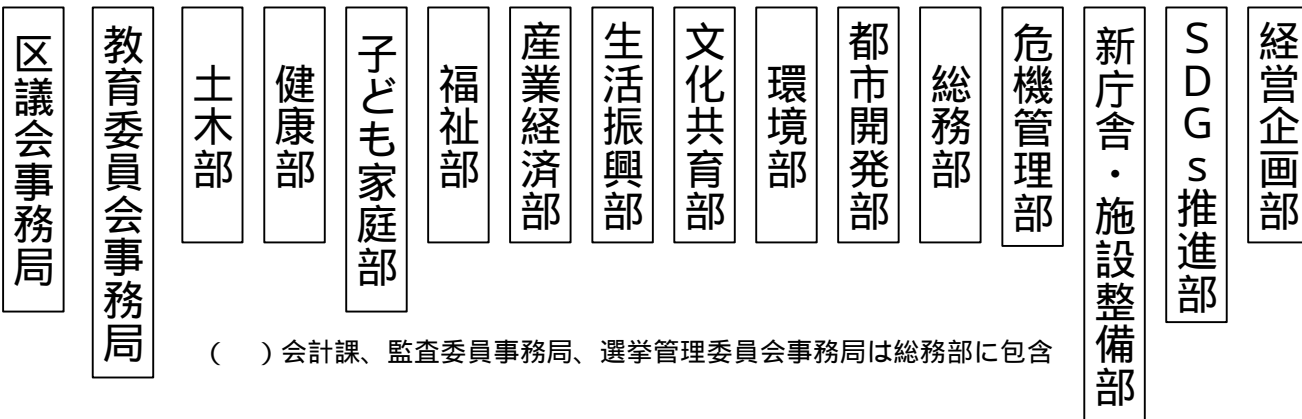 経営企画部
SDGs推進部
新庁舎・施設整備部
危機管理部
総務部
都市開発部
環境部
文化共育部
生活振興部
産業経済部
福祉部
子ども家庭部
健康部
土木部
教育委員会事務局
区議会事務局
(　)会計課、監査委員事務局、選挙管理委員会事務局は総務部に包含